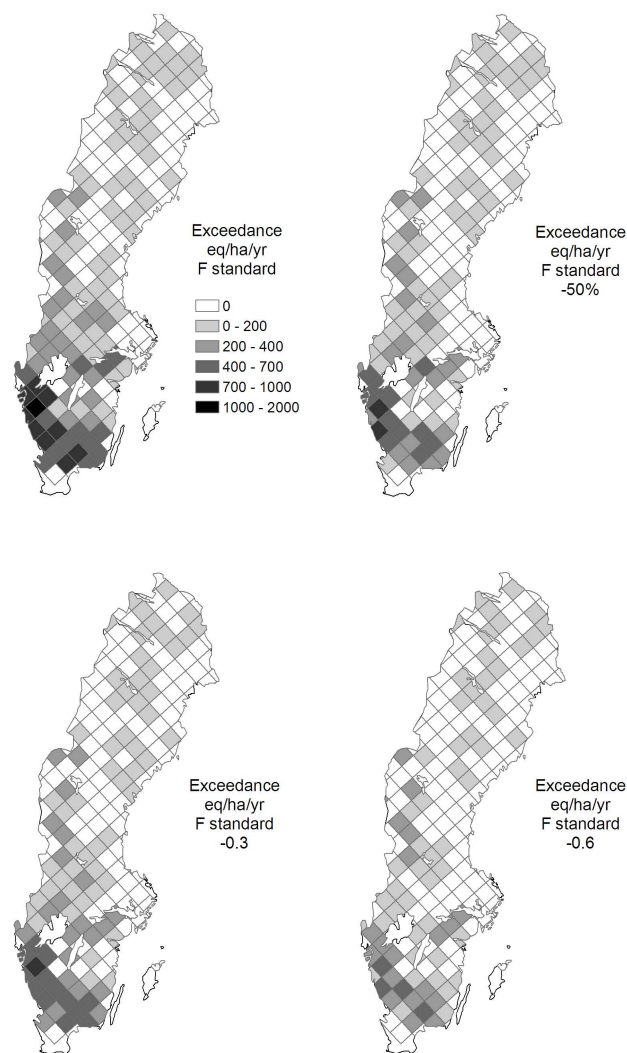 Exceedance
eq/ha/yr
F standard
0
0 - 200
200 - 400
400 - 700
700 - 1000
1000 - 2000
Exceedance
eq/ha/yr
F standard
-50%
Exceedance
eq/ha/yr
F standard
-0.3
Exceedance
eq/ha/yr
F standard
-0.6